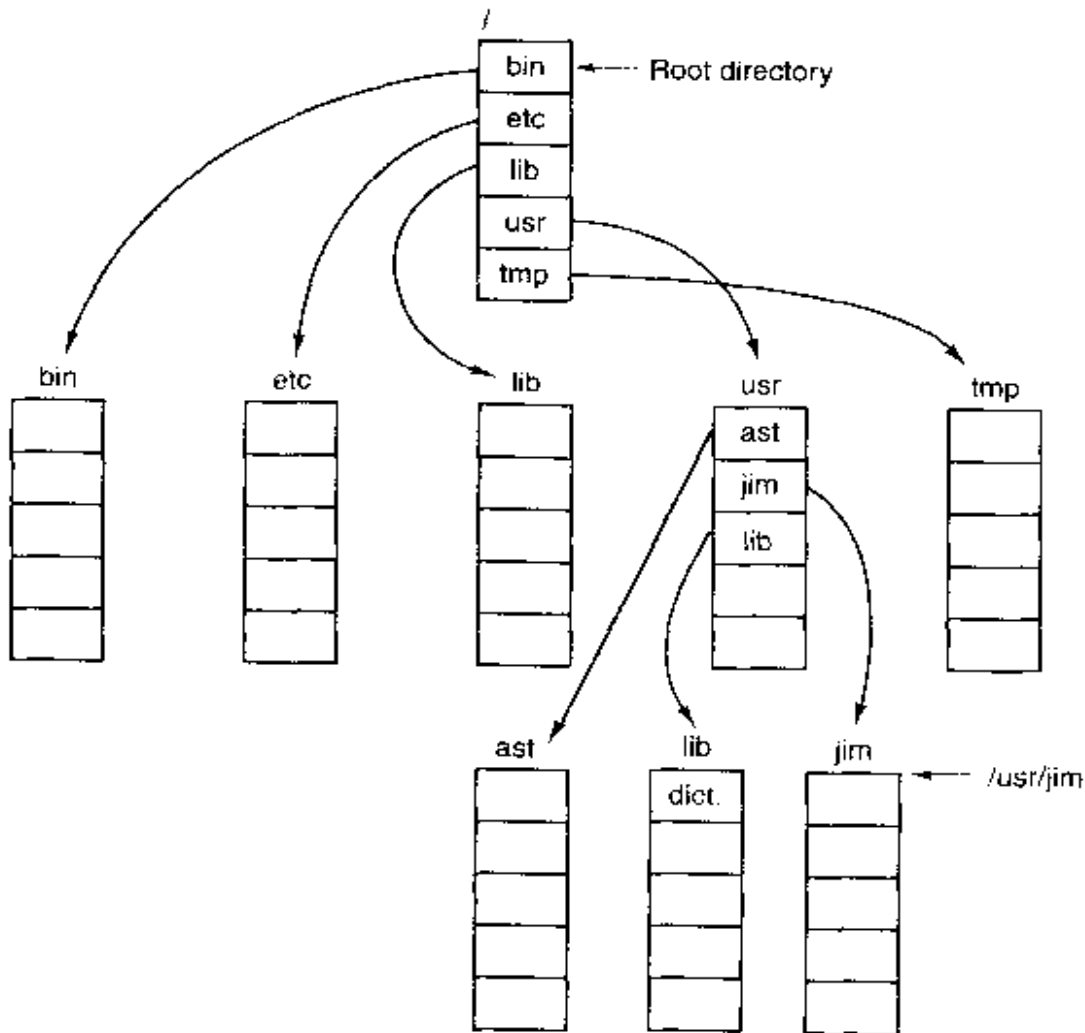 /
bin
Root directory
etc
lib
usr
tmp
bin
etc
lib
usr
tmp
ast
jim
lib
ast
lib
jim
/usr/jim
dict.